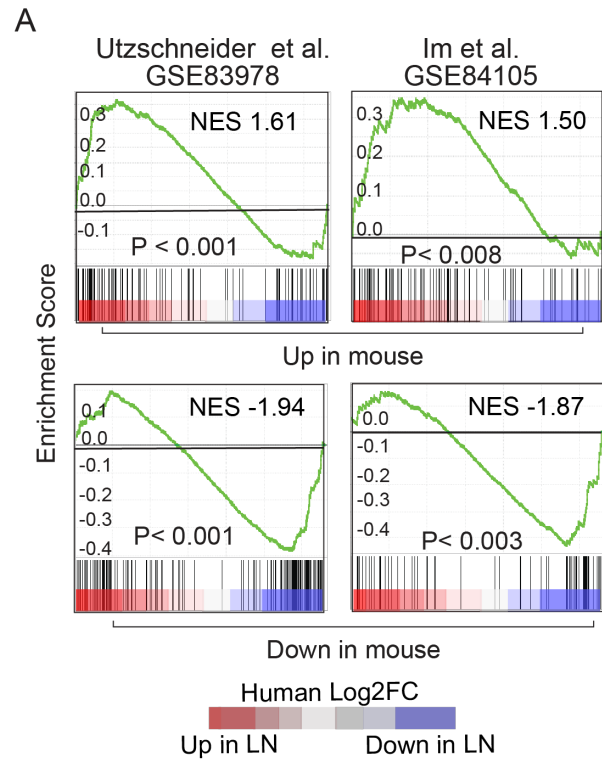 A
Utzschneider et al.
GSE83978
Im et al.
GSE84105
Enrichment Score
0.3
0.2
0.1
0.0
-0.1
NES 1.61
P < 0.001
0.3
0.2
0.1
0.0
NES 1.50
P< 0.008
Up in mouse
0.1
0.0
-0.1
-0.2
-0.3
-0.4
NES -1.94
P< 0.001
0.0
-0.1
-0.2
-0.3
-0.4
NES -1.87
P< 0.003
Down in mouse
Human Log2FC
Up in LN
Down in LN